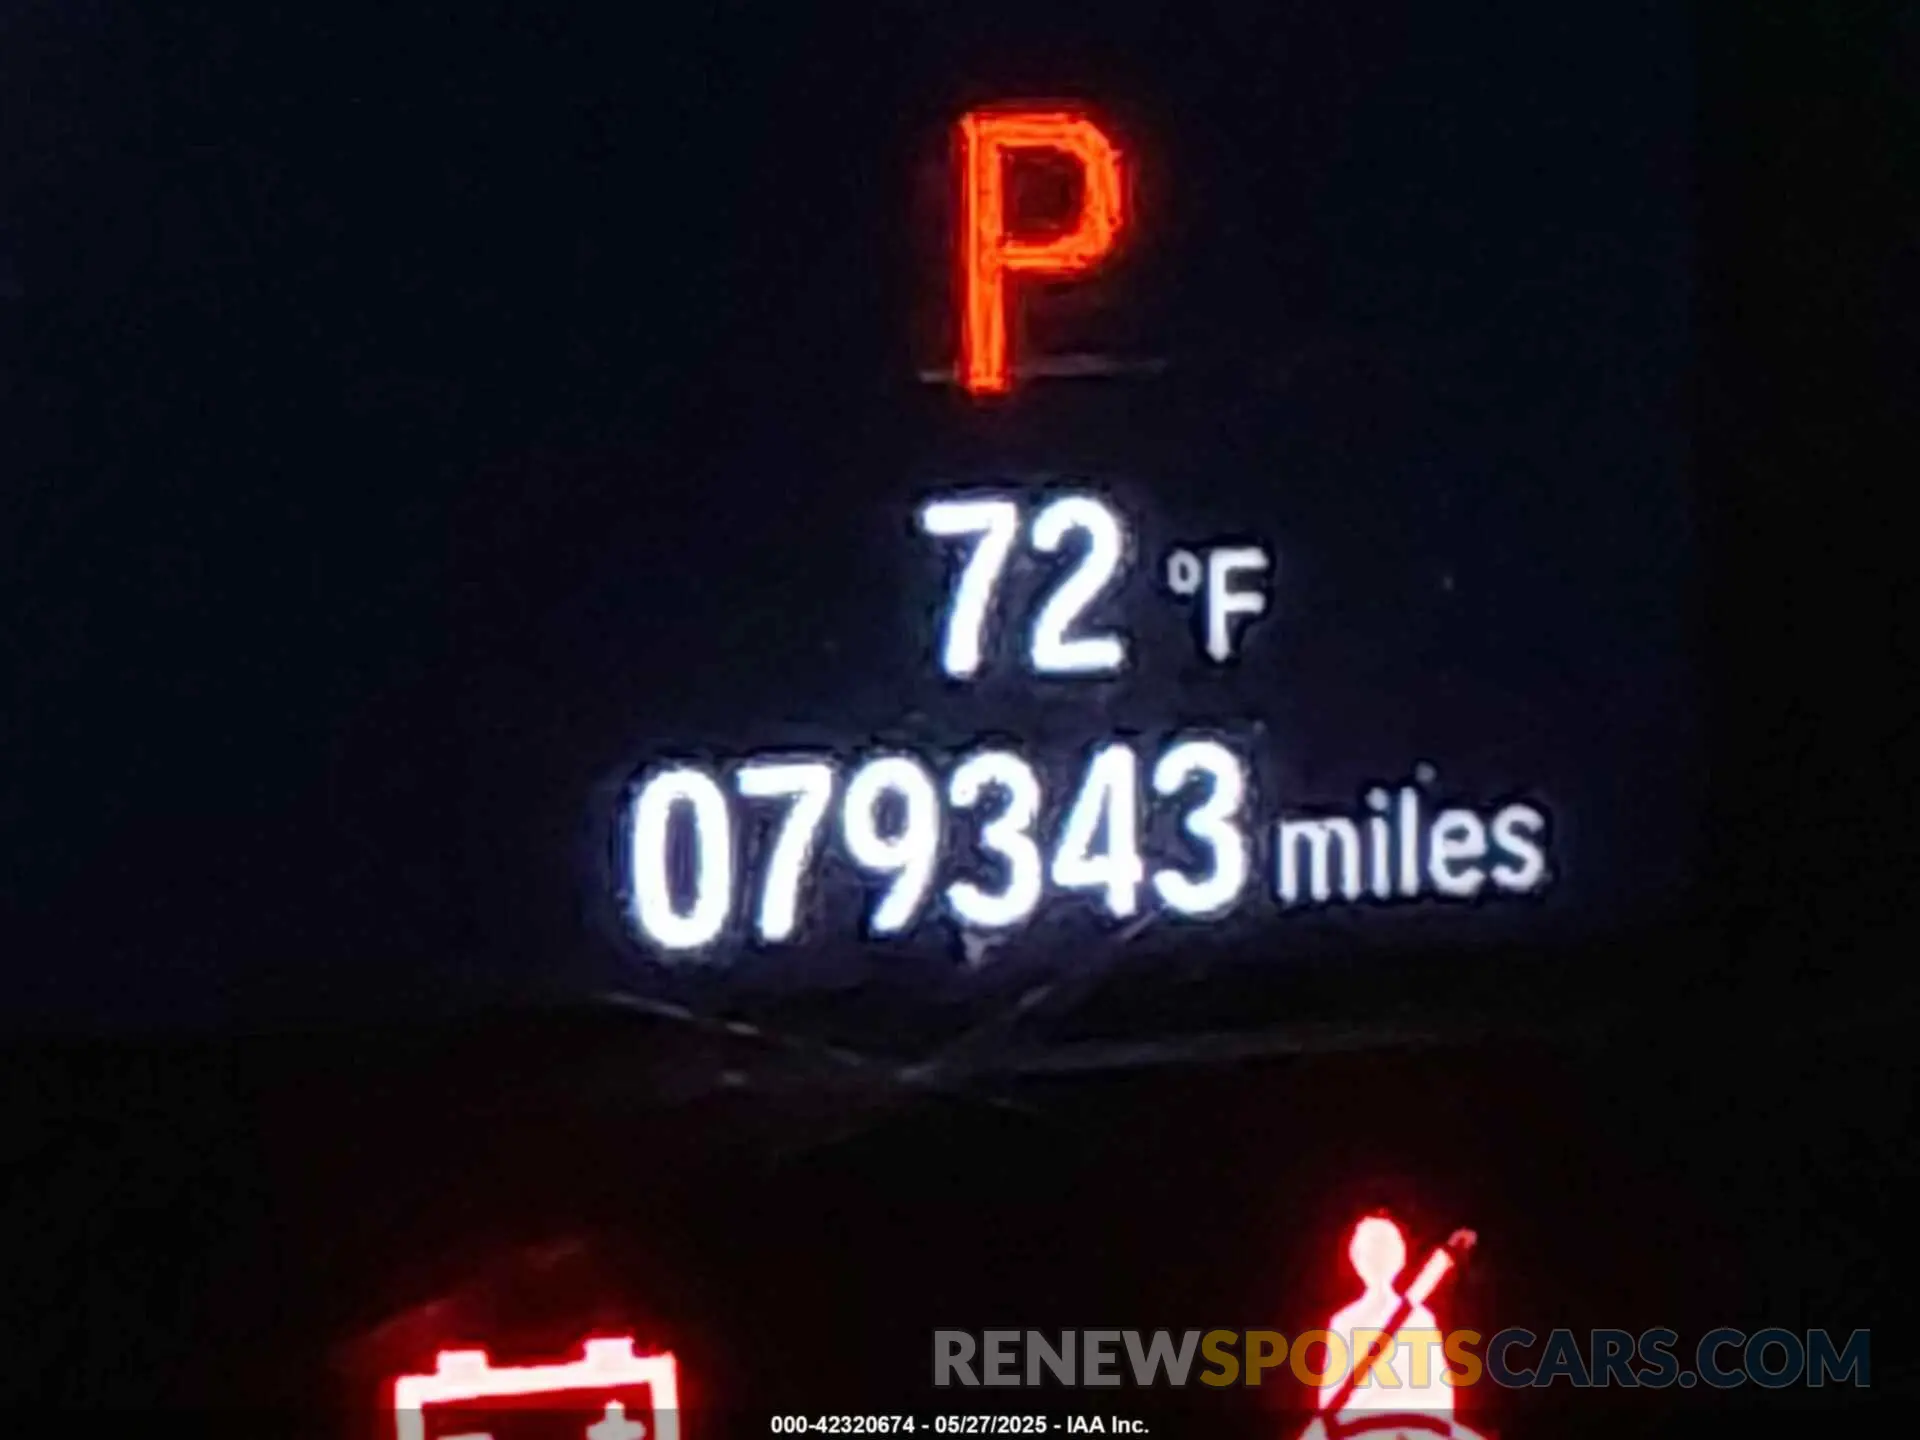 P
72 °F
079343 miles
RENEWSPORTSCARS.COM
000-42320674 - 05/27/2025 - IAA Inc.